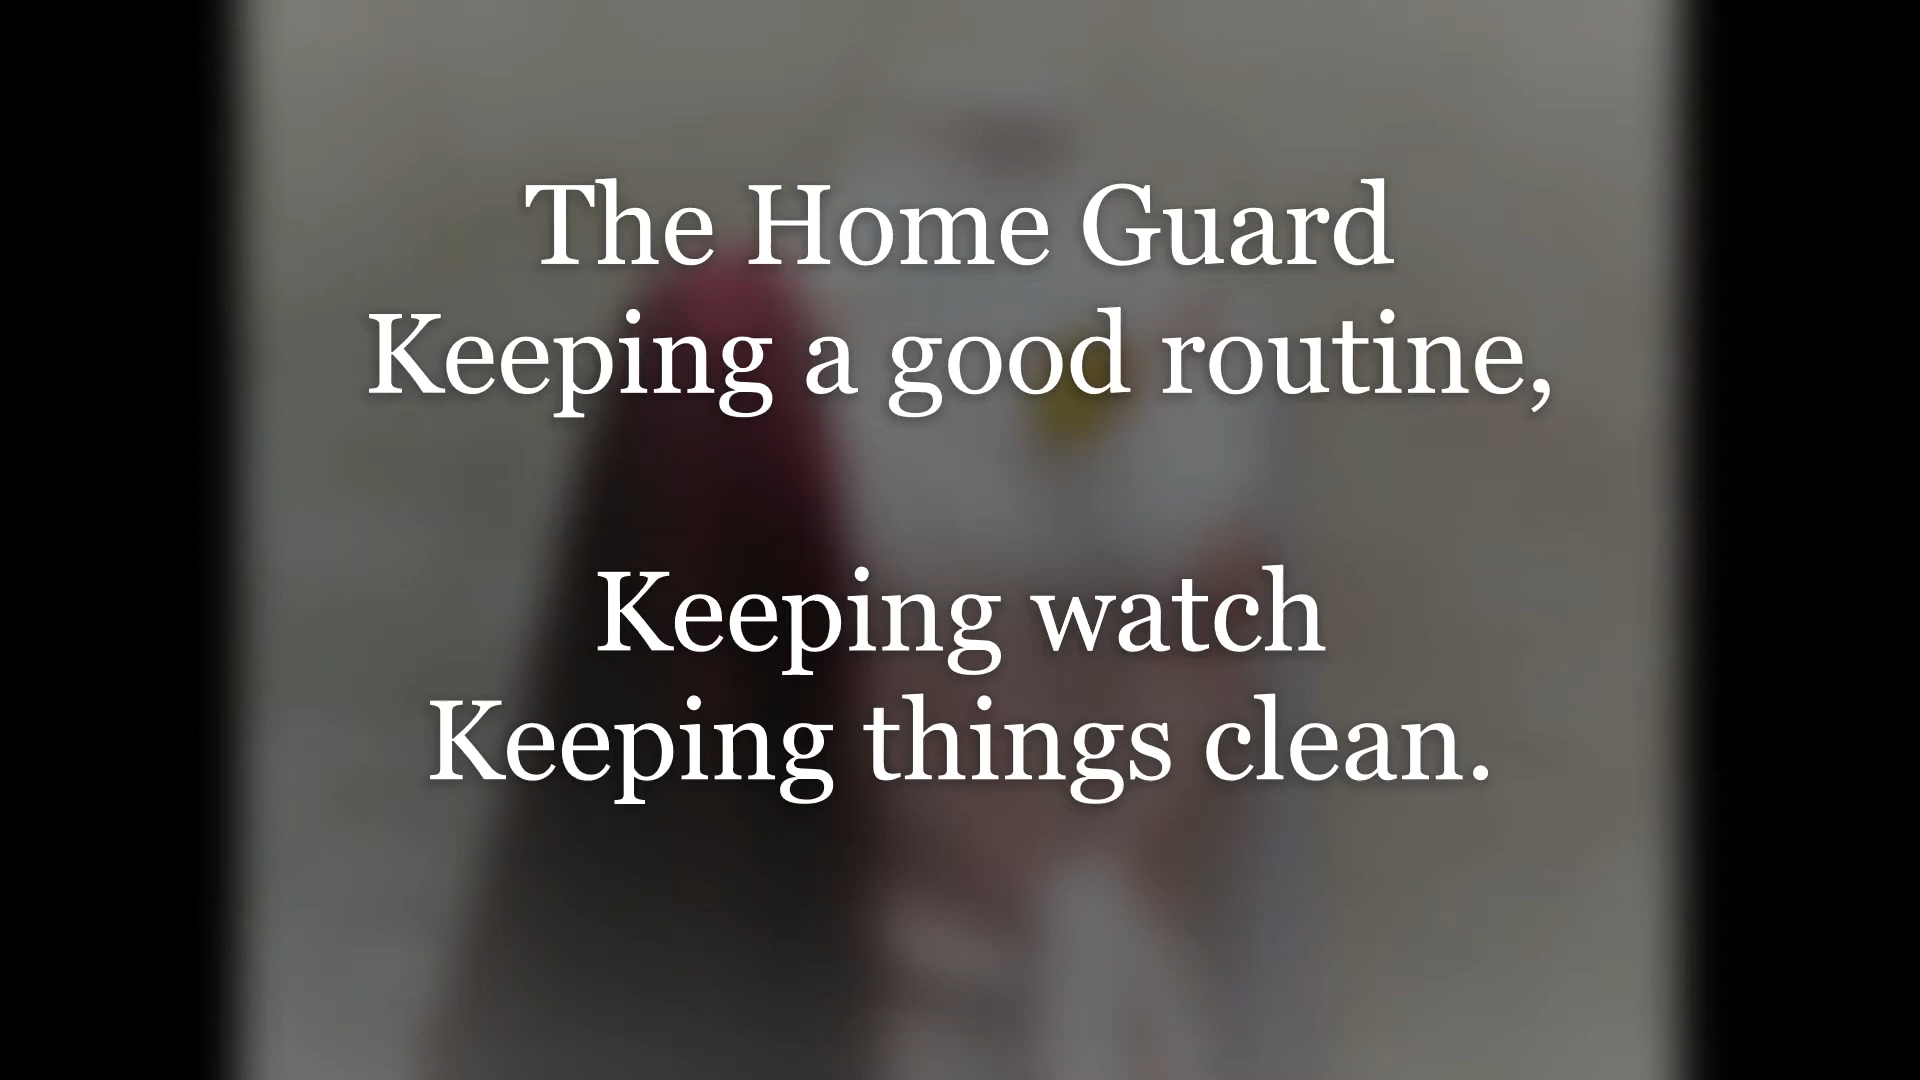 The Home Guard
Keeping a good routine,
Keeping watch
Keeping things clean.